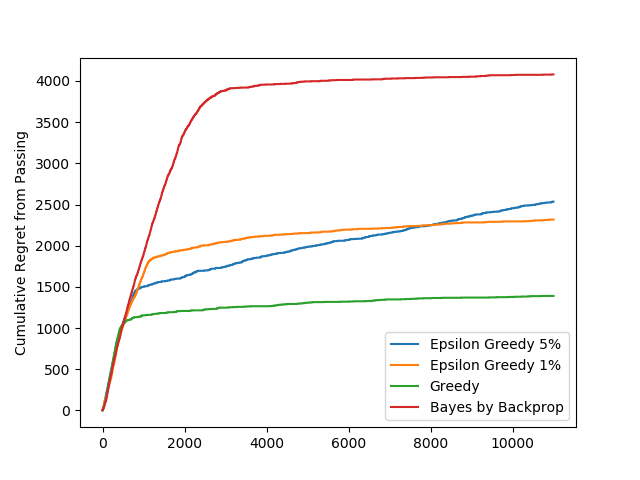 Cumulative Regret from Passing
4000
3500
3000
2500
2000
1500
1000
500
0
0 2000 4000 6000 8000 10000
Epsilon Greedy 5%
Epsilon Greedy 1%
Greedy
Bayes by Backprop